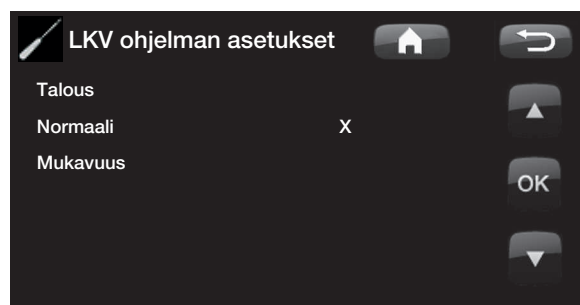 LKV ohjelman asetukset
Talous
Normaali X
Mukavuus
OK